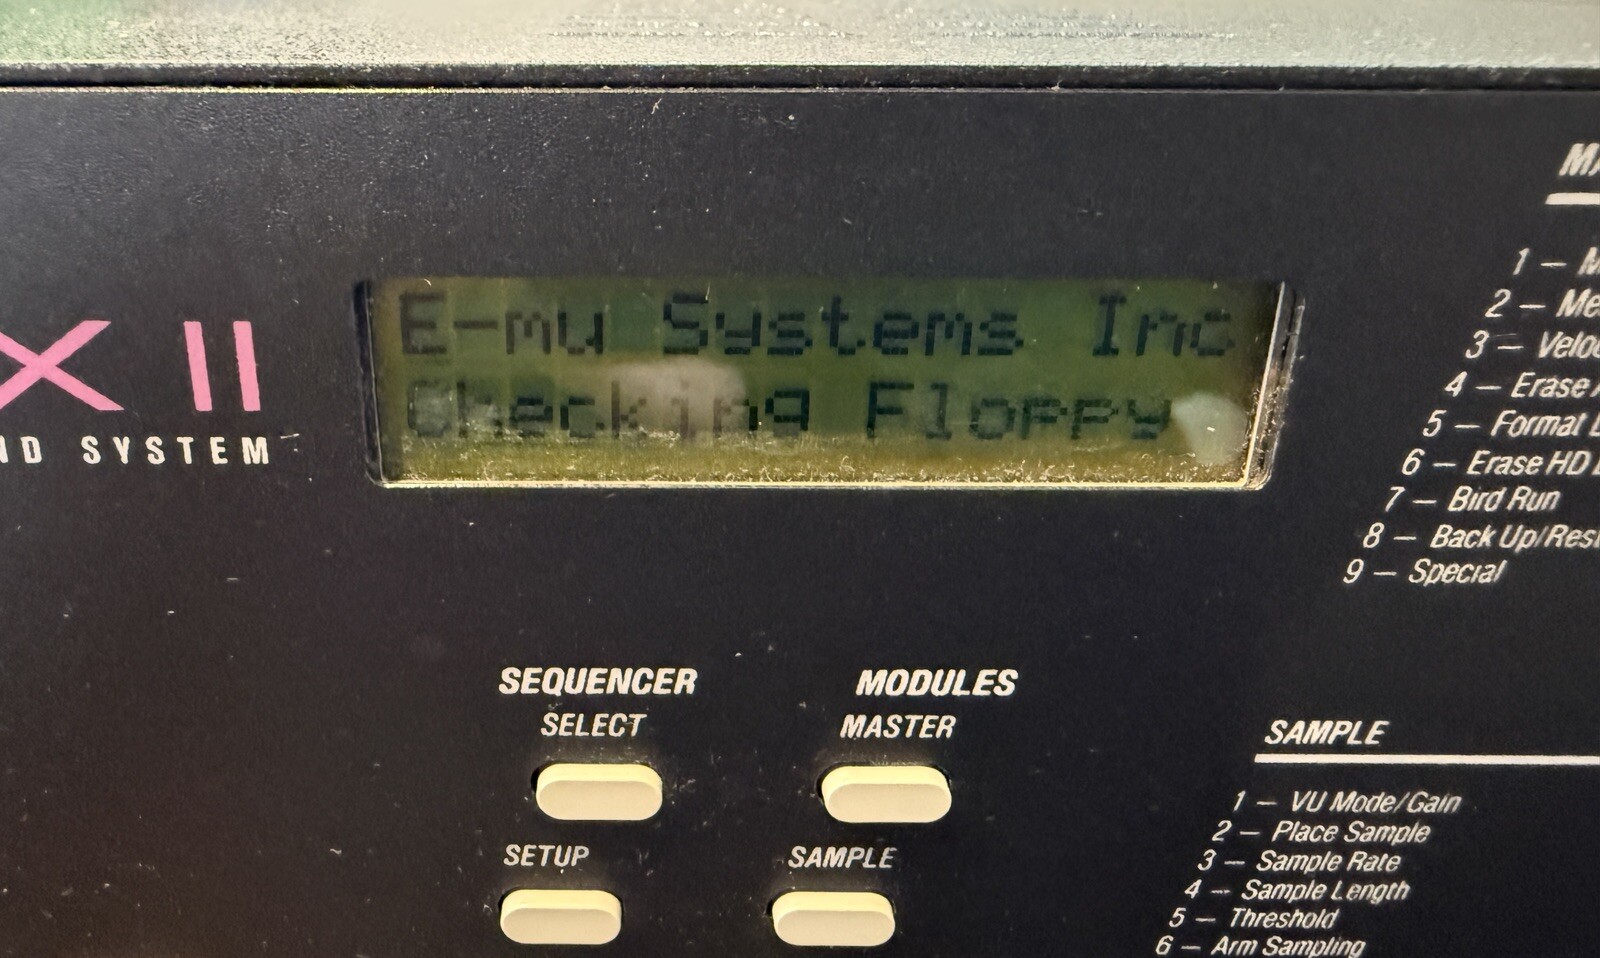 E-mu Systems Inc
Checking Floppy
X II
SYSTEM
1 –
2 –
3 –
4 – Erase
5 – Format
6 – Erase HD
7 – Bird Run
8 – Back Up/
9 – Special
SEQUENCER
SELECT
SETUP
MODULES
MASTER
SAMPLE
SAMPLE
1 – VU Mode/Gain
2 – Place Sample
3 – Sample Rate
4 – Sample Length
5 – Threshold
6 – Arm Sampling